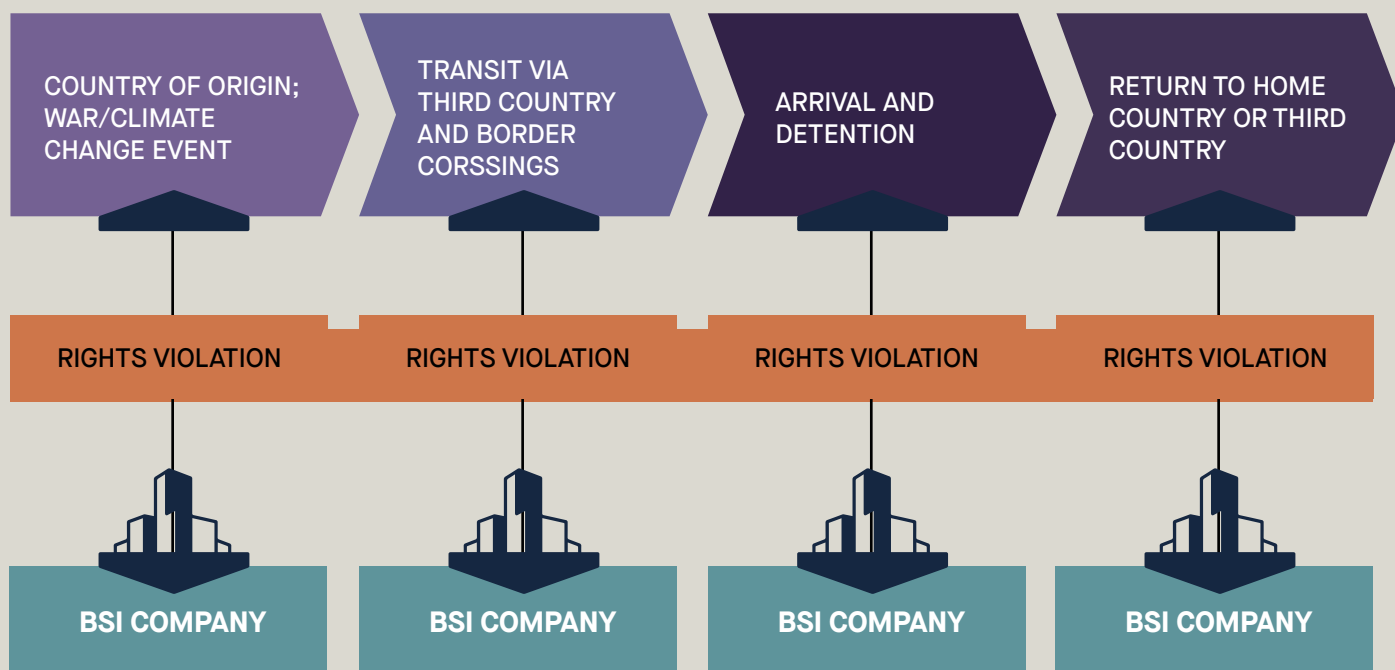 COUNTRY OF ORIGIN;
WAR/CLIMATE
CHANGE EVENT
TRANSIT VIA
THIRD COUNTRY
AND BORDER
CORSSINGS
ARRIVAL AND
DETENTION
RETURN TO HOME
COUNTRY OR THIRD
COUNTRY
RIGHTS VIOLATION
RIGHTS VIOLATION
RIGHTS VIOLATION
RIGHTS VIOLATION
BSI COMPANY
BSI COMPANY
BSI COMPANY
BSI COMPANY